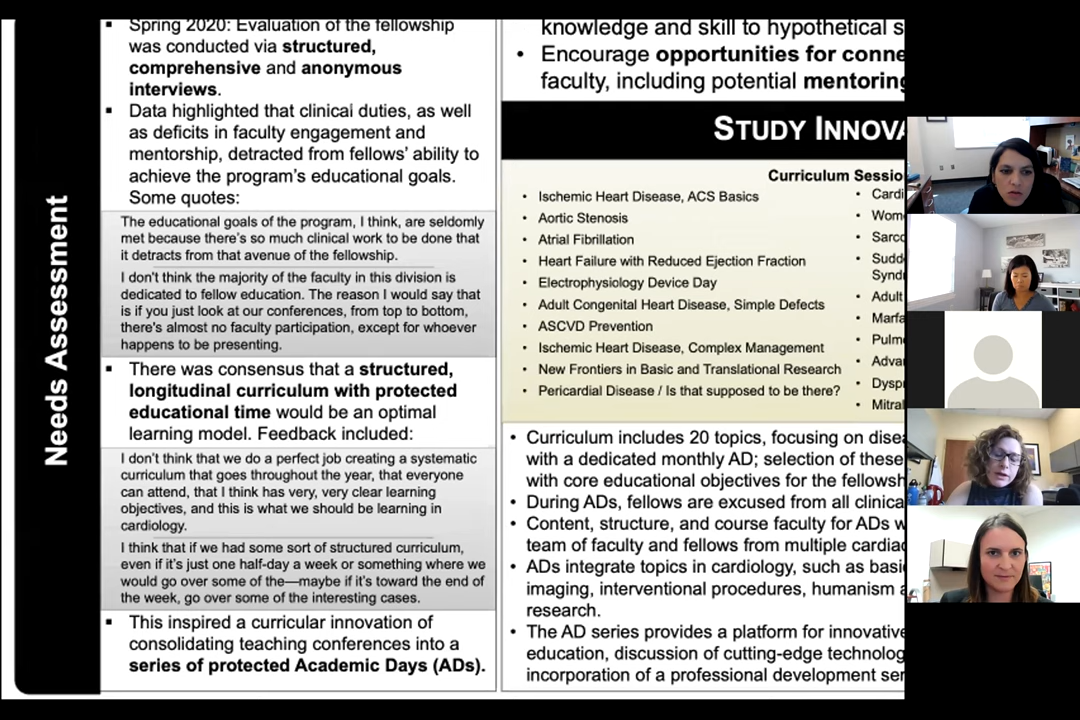 Needs Assessment
Spring 2020: Evaluation of the fellowship
was conducted via structured,
comprehensive and anonymous
interviews.
Data highlighted that clinical duties, as well
as deficits in faculty engagement and
mentorship, detracted from fellows' ability to
achieve the program's educational goals.
Some quotes:
The educational goals of the program, I think, are seldomly
met because there's so much clinical work to be done that
it detracts from that avenue of the fellowship.
I don't think the majority of the faculty in this division is
dedicated to fellow education. The reason I would say that
is if you just look at our conferences, from top to bottom,
there's almost no faculty participation, except for whoever
happens to be presenting.
There was consensus that a structured,
longitudinal curriculum with protected
educational time would be an optimal
learning model. Feedback included:
I don't think that we do a perfect job creating a systematic
curriculum that goes throughout the year, that everyone
can attend, that I think has very, very clear learning
objectives, and this is what we should be learning in
cardiology.
I think that if we had some sort of structured curriculum,
even if it's just one half-day a week or something where we
would go over some of the—maybe if it's toward the end of
the week, go over some of the interesting cases.
This inspired a curricular innovation of
consolidating teaching conferences into a
series of protected Academic Days (ADs).
knowledge and skill to hypothetical s
Encourage opportunities for conne
faculty, including potential mentoring
STUDY INNOVA
Curriculum Sessio
Ischemic Heart Disease, ACS Basics
Aortic Stenosis
Atrial Fibrillation
Heart Failure with Reduced Ejection Fraction
Electrophysiology Device Day
Adult Congenital Heart Disease, Simple Defects
ASCVD Prevention
Ischemic Heart Disease, Complex Management
New Frontiers in Basic and Translational Research
Pericardial Disease / Is that supposed to be there?
Cardi
Wom
Sarco
Sudd
Syndr
Adult
Marfa
Pulm
Adva
Dysp
Mitral
Curriculum includes 20 topics, focusing on disea
with a dedicated monthly AD; selection of these
with core educational objectives for the fellowsh
During ADs, fellows are excused from all clinica
Content, structure, and course faculty for ADs w
team of faculty and fellows from multiple cardiac
ADs integrate topics in cardiology, such as basi
imaging, interventional procedures, humanism a
research.
The AD series provides a platform for innovative
education, discussion of cutting-edge technolog
incorporation of a professional development ser